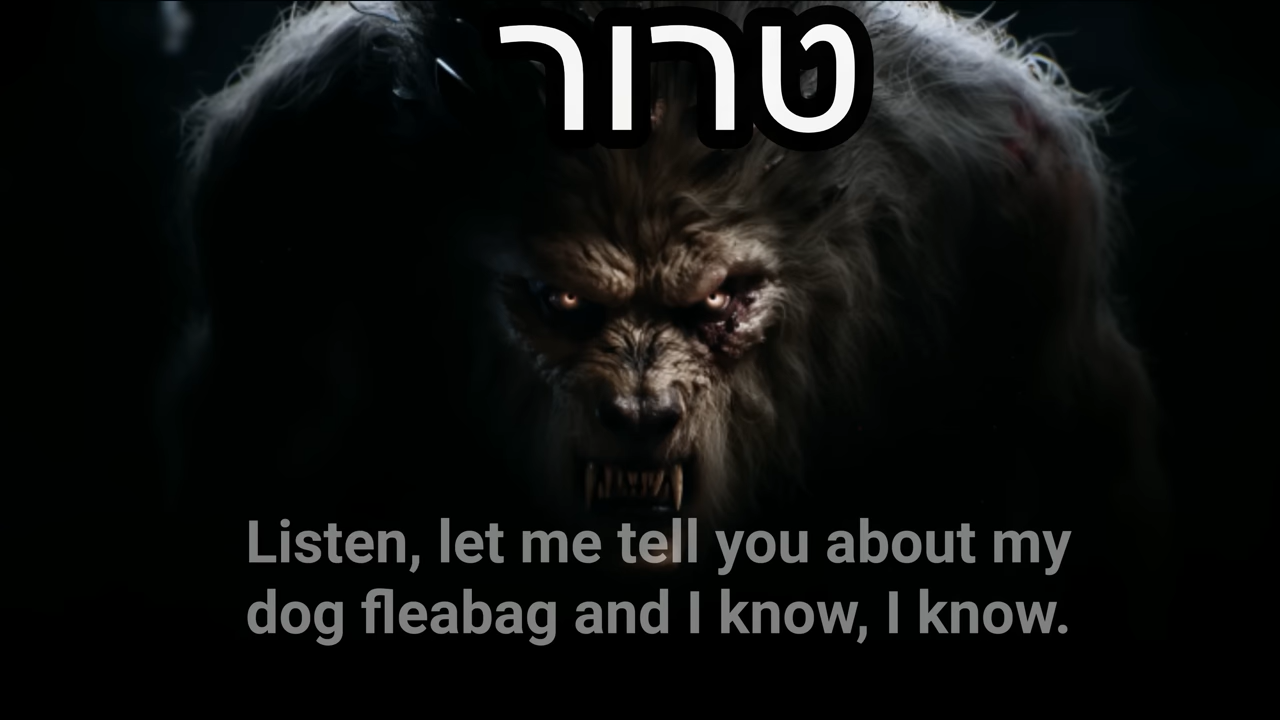 טרור
Listen, let me tell you about my
dog fleabag and I know, I know.